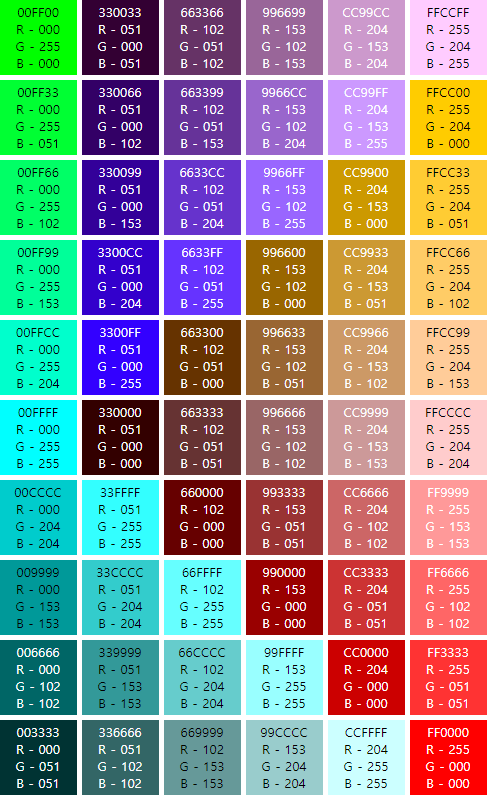 00FF00 330033 663366 996699 CC99CC FFCCFF
R - 000 R - 051 R - 102 R - 153 R - 204 R - 255
G - 255 G - 000 G - 051 G - 102 G - 153 G - 204
B - 000 B - 051 B - 102 B - 153 B - 204 B - 255
00FF33 330066 663399 9966CC CC99FF FFCC00
R - 000 R - 051 R - 102 R - 153 R - 204 R - 255
G - 255 G - 000 G - 051 G - 102 G - 153 G - 204
B - 051 B - 102 B - 153 B - 204 B - 255 B - 000
00FF66 330099 6633CC 9966FF CC9900 FFCC33
R - 000 R - 051 R - 102 R - 153 R - 204 R - 255
G - 255 G - 000 G - 051 G - 102 G - 153 G - 204
B - 102 B - 153 B - 204 B - 255 B - 000 B - 051
00FF99 3300CC 6633FF 996600 CC9933 FFCC66
R - 000 R - 051 R - 102 R - 153 R - 204 R - 255
G - 255 G - 000 G - 051 G - 102 G - 153 G - 204
B - 153 B - 204 B - 255 B - 000 B - 051 B - 102
00FFCC 3300FF 663300 996633 CC9966 FFCC99
R - 000 R - 051 R - 102 R - 153 R - 204 R - 255
G - 255 G - 000 G - 051 G - 102 G - 153 G - 204
B - 204 B - 255 B - 000 B - 051 B - 102 B - 153
00FFFF 330000 663333 996666 CC9999 FFCCCC
R - 000 R - 051 R - 102 R - 153 R - 204 R - 255
G - 255 G - 000 G - 051 G - 102 G - 153 G - 204
B - 255 B - 000 B - 051 B - 102 B - 153 B - 204
00CCCC 33FFFF 660000 993333 CC6666 FF9999
R - 000 R - 051 R - 102 R - 153 R - 204 R - 255
G - 204 G - 255 G - 000 G - 051 G - 102 G - 153
B - 204 B - 255 B - 000 B - 051 B - 102 B - 153
009999 33CCCC 66FFFF 990000 CC3333 FF6666
R - 000 R - 051 R - 102 R - 153 R - 204 R - 255
G - 153 G - 204 G - 255 G - 000 G - 051 G - 102
B - 153 B - 204 B - 255 B - 000 B - 051 B - 102
006666 339999 66CCCC 99FFFF CC0000 FF3333
R - 000 R - 051 R - 102 R - 153 R - 204 R - 255
G - 102 G - 153 G - 204 G - 255 G - 000 G - 051
B - 102 B - 153 B - 204 B - 255 B - 000 B - 051
003333 336666 669999 99CCCC CCFFFF FF0000
R - 000 R - 051 R - 102 R - 153 R - 204 R - 255
G - 051 G - 102 G - 153 G - 204 G - 255 G - 000
B - 051 B - 102 B - 153 B - 204 B - 255 B - 000